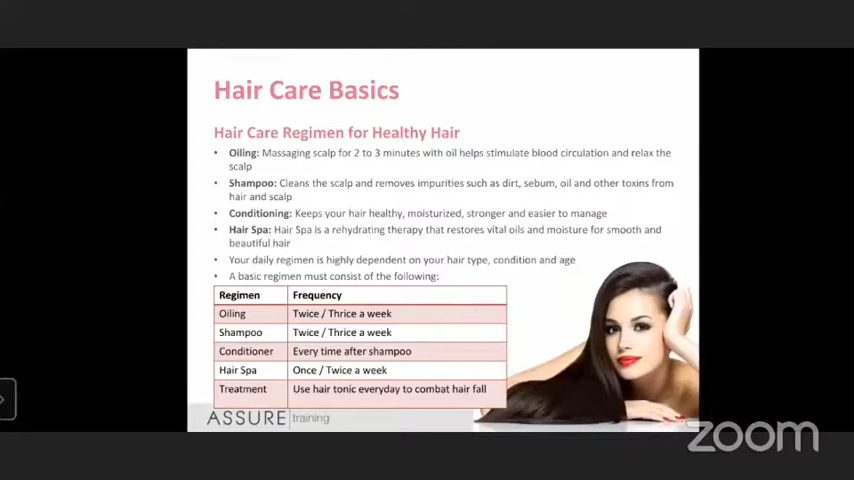 Hair Care Basics
Hair Care Regimen for Healthy Hair
• Oiling: Massaging scalp for 2 to 3 minutes with oil helps stimulate blood circulation and relax the
scalp
• Shampoo: Cleans the scalp and removes impurities such as dirt, sebum, oil and other toxins from
hair and scalp
• Conditioning: Keeps your hair healthy, moisturized, stronger and easier to manage
• Hair Spa: Hair Spa is a rehydrating therapy that restores vital oils and moisture for smooth and
beautiful hair
• Your daily regimen is highly dependent on your hair type, condition and age
• A basic regimen must consist of the following:
Regimen Frequency
Oiling Twice / Thrice a week
Shampoo Twice / Thrice a week
Conditioner Every time after shampoo
Hair Spa Once / Twice a week
Treatment Use hair tonic everyday to combat hair fall
ASSURE training
zoom